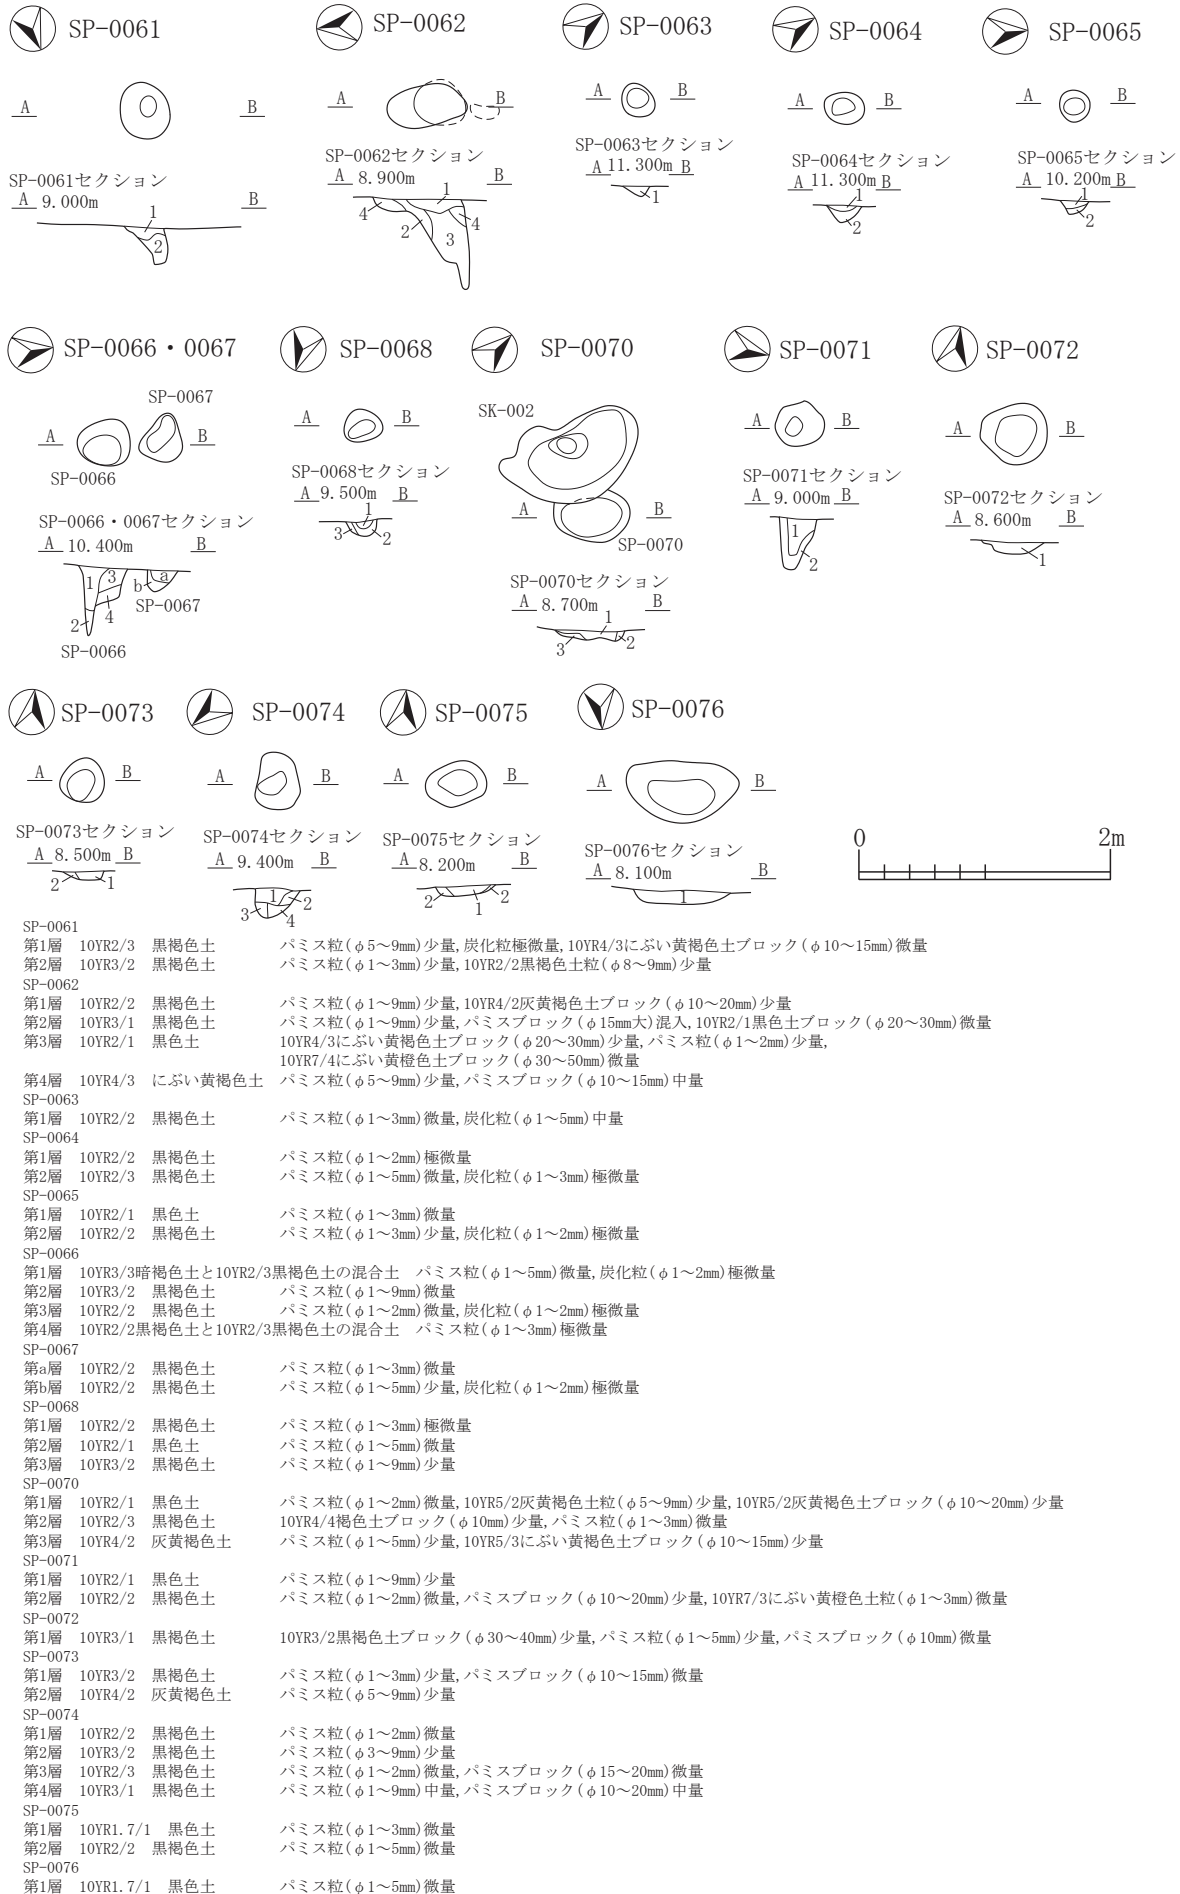 SP-0061
SP-0062
SP-0063
SP-0064
SP-0065
A B
A B
A B
A B
A B
SP-0061セクション
A 9.000m B
1
2
SP-0062セクション
A 8.900m B
1
4
2
3
4
SP-0063セクション
A 11.300m B
1
SP-0064セクション
A 11.300m B
1
2
SP-0065セクション
A 10.200m B
1
2
SP-0066・0067
SP-0068
SP-0070
SP-0071
SP-0072
SP-0067
A B
SP-0066
SP-0066・0067セクション
A 10.400m B
1
3
a
b
4
SP-0067
2
SP-0066
A B
SP-0068セクション
A 9.500m B
1
3
2
SK-002
A B
SP-0070
SP-0070セクション
A 8.700m B
1
3
2
A B
SP-0071セクション
A 9.000m B
1
2
A B
SP-0072セクション
A 8.600m B
1
SP-0073
SP-0074
SP-0075
SP-0076
A B
SP-0073セクション
A 8.500m B
2
1
A B
SP-0074セクション
A 9.400m B
1
2
3
4
A B
SP-0075セクション
A 8.200m B
2
1
2
A B
SP-0076セクション
A 8.100m B
1
0 2m
SP-0061
第1層 10YR2/3 黒褐色土 パミス粒(φ5～9㎜)少量,炭化粒極微量,10YR4/3にぶい黄褐色土ブロック(φ10～15㎜)微量
第2層 10YR3/2 黒褐色土 パミス粒(φ1～3㎜)少量,10YR2/2黒褐色土粒(φ8～9㎜)少量
SP-0062
第1層 10YR2/2 黒褐色土 パミス粒(φ1～9㎜)少量,10YR4/2灰黄褐色土ブロック(φ10～20㎜)少量
第2層 10YR3/1 黒褐色土 パミス粒(φ1～9㎜)少量,パミスブロック(φ15㎜大)混入,10YR2/1黒色土ブロック(φ20～30㎜)微量
第3層 10YR2/1 黒色土 10YR4/3にぶい黄褐色土ブロック(φ20～30㎜)少量,パミス粒(φ1～2㎜)少量,
10YR7/4にぶい黄橙色土ブロック(φ30～50㎜)微量
第4層 10YR4/3 にぶい黄褐色土 パミス粒(φ5～9㎜)少量,パミスブロック(φ10～15㎜)中量
SP-0063
第1層 10YR2/2 黒褐色土 パミス粒(φ1～3㎜)微量,炭化粒(φ1～5㎜)中量
SP-0064
第1層 10YR2/2 黒褐色土 パミス粒(φ1～2㎜)極微量
第2層 10YR2/3 黒褐色土 パミス粒(φ1～5㎜)微量,炭化粒(φ1～3㎜)極微量
SP-0065
第1層 10YR2/1 黒色土 パミス粒(φ1～3㎜)微量
第2層 10YR2/2 黒褐色土 パミス粒(φ1～3㎜)少量,炭化粒(φ1～2㎜)極微量
SP-0066
第1層 10YR3/3暗褐色土と10YR2/3黒褐色土の混合土 パミス粒(φ1～5㎜)微量,炭化粒(φ1～2㎜)極微量
第2層 10YR3/2 黒褐色土 パミス粒(φ1～9㎜)微量
第3層 10YR2/2 黒褐色土 パミス粒(φ1～2㎜)微量,炭化粒(φ1～2㎜)極微量
第4層 10YR2/2黒褐色土と10YR2/3黒褐色土の混合土 パミス粒(φ1～3㎜)極微量
SP-0067
第a層 10YR2/2 黒褐色土 パミス粒(φ1～3㎜)微量
第b層 10YR2/2 黒褐色土 パミス粒(φ1～5㎜)少量,炭化粒(φ1～2㎜)極微量
SP-0068
第1層 10YR2/2 黒褐色土 パミス粒(φ1～3㎜)極微量
第2層 10YR2/1 黒色土 パミス粒(φ1～5㎜)微量
第3層 10YR3/2 黒褐色土 パミス粒(φ1～9㎜)少量
SP-0070
第1層 10YR2/1 黒色土 パミス粒(φ1～2㎜)微量,10YR5/2灰黄褐色土粒(φ5～9㎜)少量,10YR5/2灰黄褐色土ブロック(φ10～20㎜)少量
第2層 10YR2/3 黒褐色土 10YR4/4褐色土ブロック(φ10㎜)少量,パミス粒(φ1～3㎜)微量
第3層 10YR4/2 灰黄褐色土 パミス粒(φ1～5㎜)少量,10YR5/3にぶい黄褐色土ブロック(φ10～15㎜)少量
SP-0071
第1層 10YR2/1 黒色土 パミス粒(φ1～9㎜)少量
第2層 10YR2/2 黒褐色土 パミス粒(φ1～2㎜)微量,パミスブロック(φ10～20㎜)少量,10YR7/3にぶい黄橙色土粒(φ1～3㎜)微量
SP-0072
第1層 10YR3/1 黒褐色土 10YR3/2黒褐色土ブロック(φ30～40㎜)少量,パミス粒(φ1～5㎜)少量,パミスブロック(φ10㎜)微量
SP-0073
第1層 10YR3/2 黒褐色土 パミス粒(φ1～3㎜)少量,パミスブロック(φ10～15㎜)微量
第2層 10YR4/2 灰黄褐色土 パミス粒(φ5～9㎜)少量
SP-0074
第1層 10YR2/2 黒褐色土 パミス粒(φ1～2㎜)微量
第2層 10YR3/2 黒褐色土 パミス粒(φ3～9㎜)少量
第3層 10YR2/3 黒褐色土 パミス粒(φ1～2㎜)微量,パミスブロック(φ15～20㎜)微量
第4層 10YR3/1 黒褐色土 パミス粒(φ1～9㎜)中量,パミスブロック(φ10～20㎜)中量
SP-0075
第1層 10YR1.7/1 黒色土 パミス粒(φ1～3㎜)微量
第2層 10YR2/2 黒褐色土 パミス粒(φ1～5㎜)微量
SP-0076
第1層 10YR1.7/1 黒色土 パミス粒(φ1～5㎜)微量